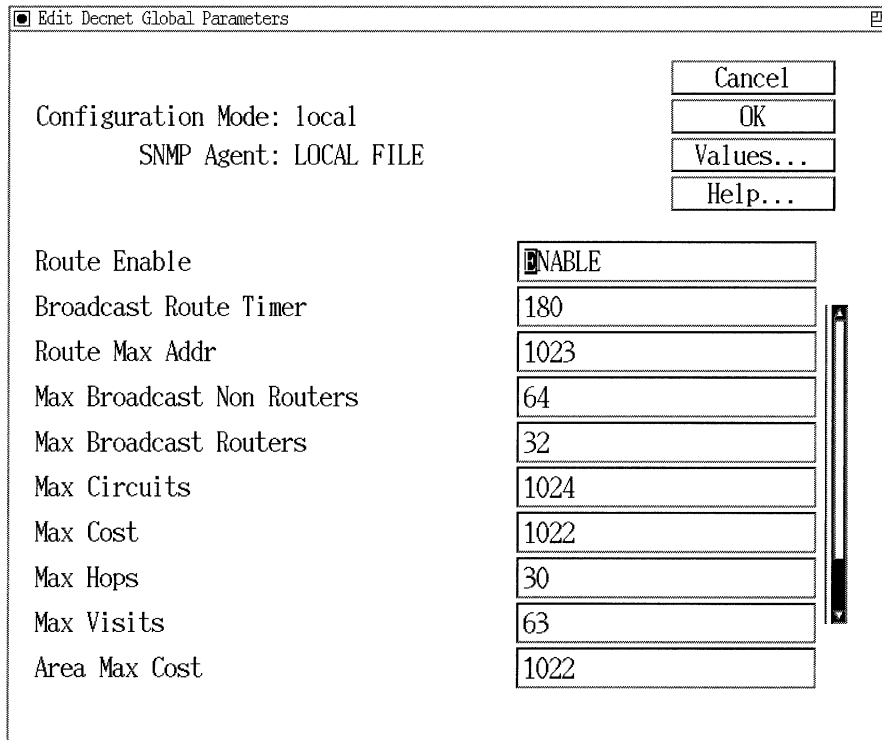 Edit Decnet Global Parameters
Cancel
Configuration Mode: local
OK
SNMP Agent: LOCAL FILE
Values...
Help...
Route Enable ENABLE
Broadcast Route Timer 180
Route Max Addr 1023
Max Broadcast Non Routers 64
Max Broadcast Routers 32
Max Circuits 1024
Max Cost 1022
Max Hops 30
Max Visits 63
Area Max Cost 1022